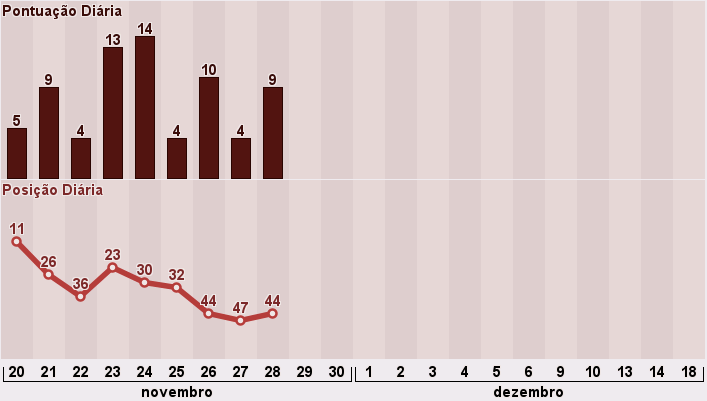 Pontuação Diária
5 9 4 13 14 4 10 4 9
Posição Diária
11 26 36 23 30 32 44 47 44
20 21 22 23 24 25 26 27 28 29 30 1 2 3 4 5 6 9 10 13 14 18
novembro dezembro